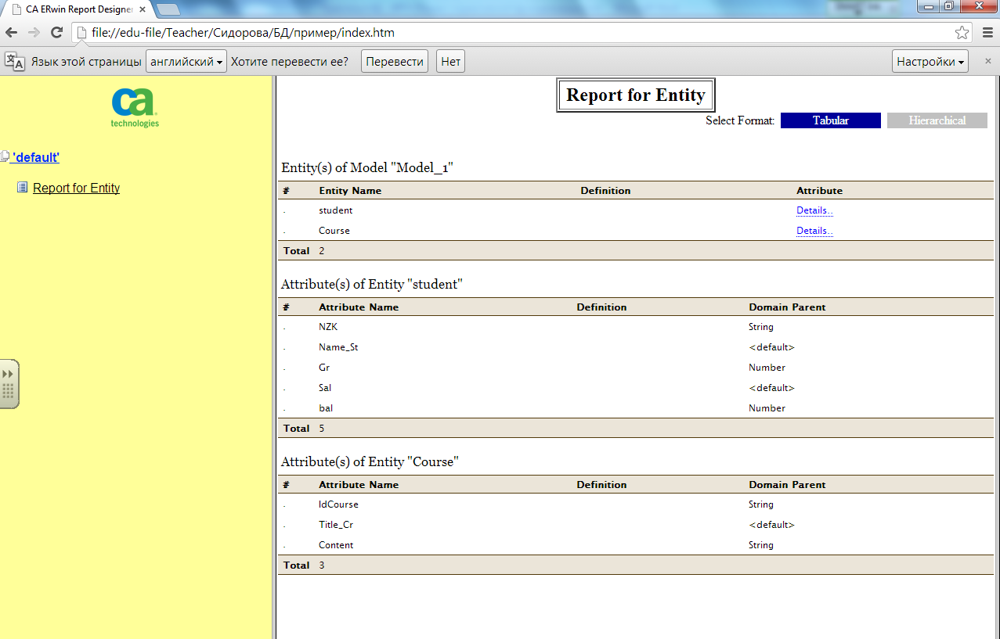 CA ERwin Report Designer
file://edu-file/Teacher/Сидорова/БД/пример/index.htm
Язык этой страницы английский Хотите перевести ее? Перевести Нет Настройки
ca
technologies
'default'
Report for Entity
Report for Entity
Select Format: Tabular Hierarchical
Entity(s) of Model "Model_1"
# Entity Name Definition Attribute
. student Details..
. Course Details..
Total 2
Attribute(s) of Entity "student"
# Attribute Name Definition Domain Parent
. NZK String
. Name_St <default>
. Gr Number
. Sal <default>
. bal Number
Total 5
Attribute(s) of Entity "Course"
# Attribute Name Definition Domain Parent
. IdCourse String
. Title_Cr <default>
. Content String
Total 3